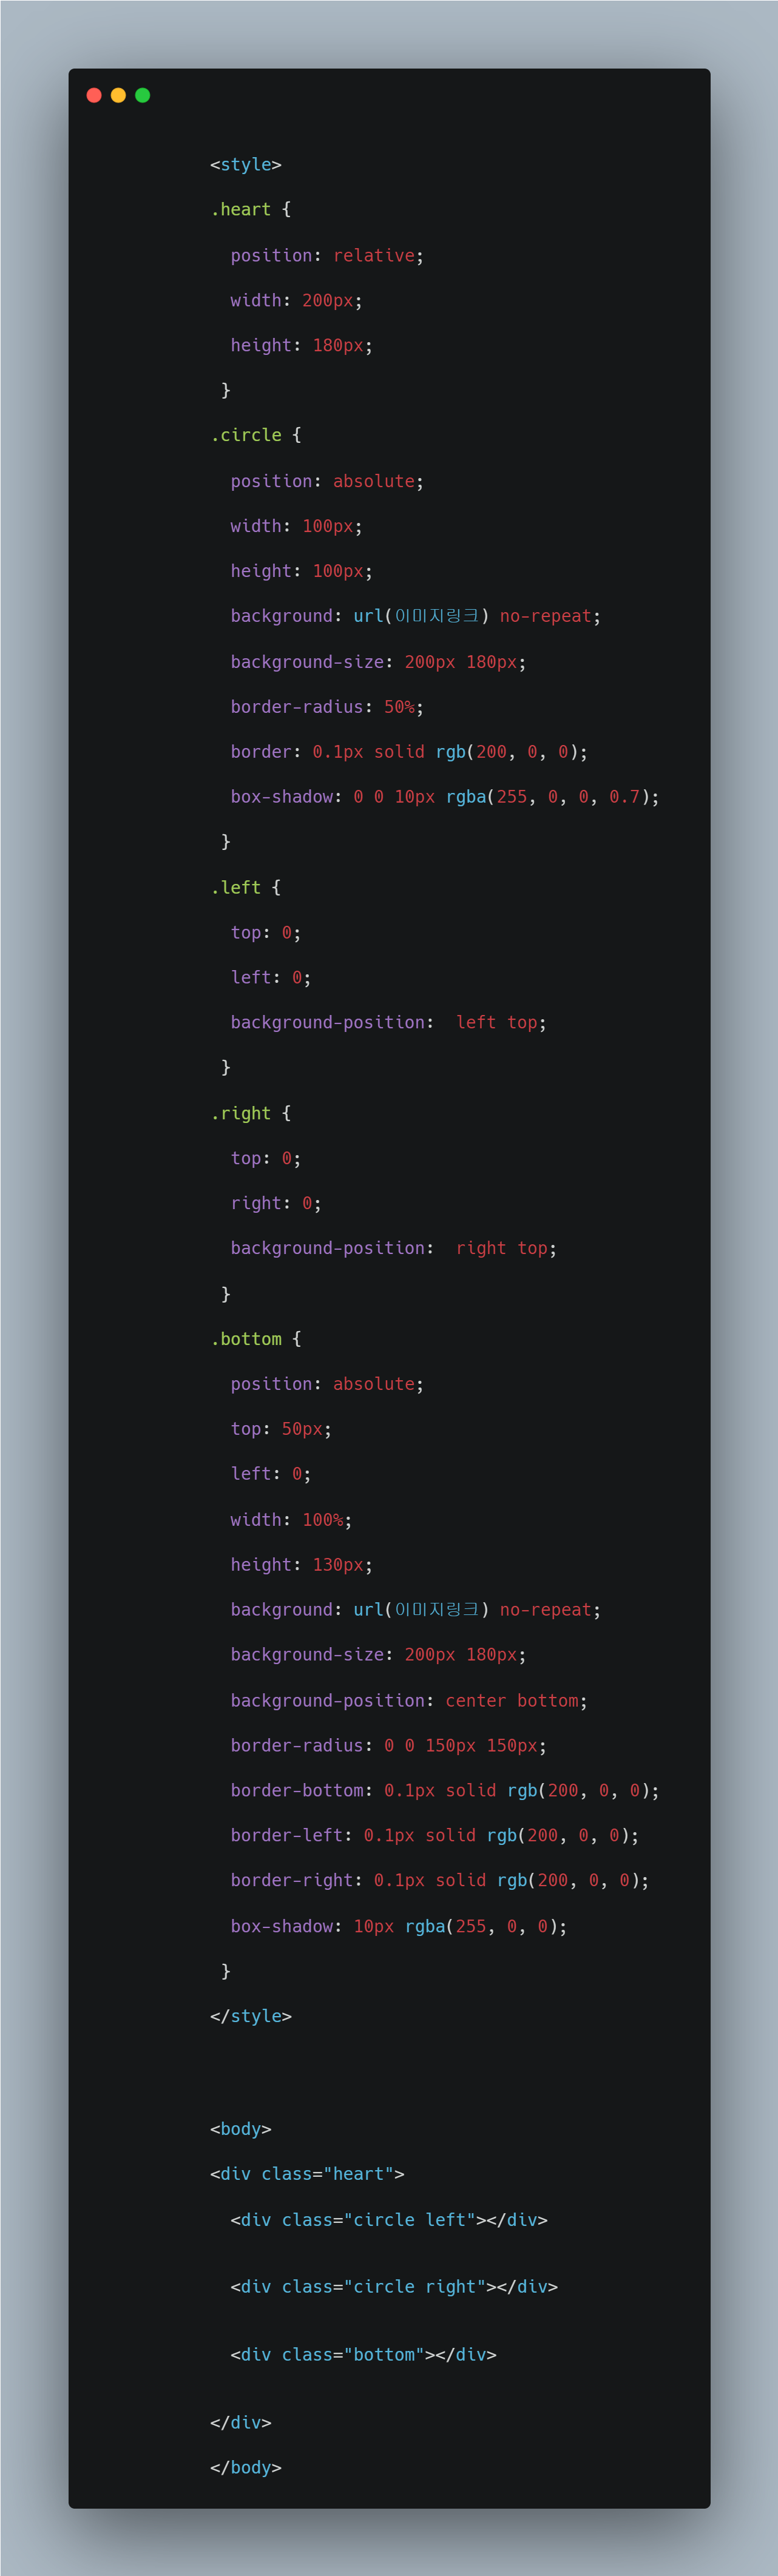 <style>
.heart {
position: relative;
width: 200px;
height: 180px;
}
.circle {
position: absolute;
width: 100px;
height: 100px;
background: url(이미지링크) no-repeat;
background-size: 200px 180px;
border-radius: 50%;
border: 0.1px solid rgb(200, 0, 0);
box-shadow: 0 0 10px rgba(255, 0, 0, 0.7);
}
.left {
top: 0;
left: 0;
background-position:  left top;
}
.right {
top: 0;
right: 0;
background-position:  right top;
}
.bottom {
position: absolute;
top: 50px;
left: 0;
width: 100%;
height: 130px;
background: url(이미지링크) no-repeat;
background-size: 200px 180px;
background-position: center bottom;
border-radius: 0 0 150px 150px;
border-bottom: 0.1px solid rgb(200, 0, 0);
border-left: 0.1px solid rgb(200, 0, 0);
border-right: 0.1px solid rgb(200, 0, 0);
box-shadow: 10px rgba(255, 0, 0);
}
</style>
<body>
<div class="heart">
<div class="circle left"></div>
<div class="circle right"></div>
<div class="bottom"></div>
</div>
</body>